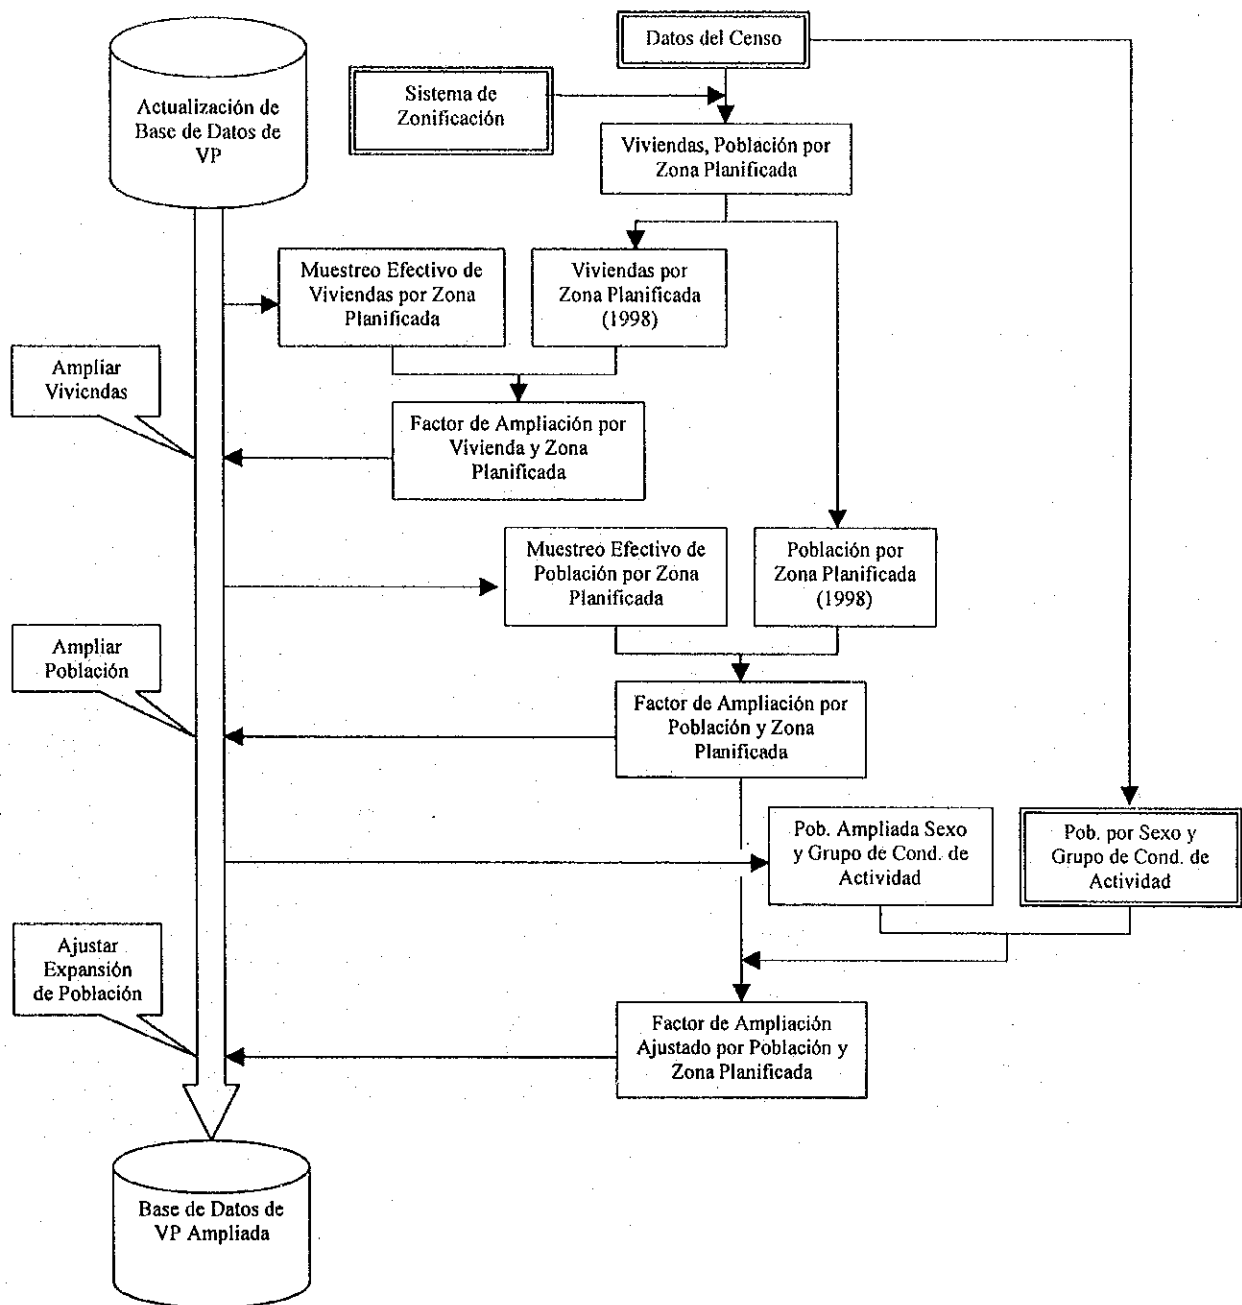 Datos del Censo
Sistema de
Zonificación
Actualización de
Base de Datos de
VP
Viviendas, Población por
Zona Planificada
Muestreo Efectivo de
Viviendas por Zona
Planificada
Viviendas por
Zona Planificada
(1998)
Ampliar
Viviendas
Factor de Ampliación por
Vivienda y Zona
Planificada
Muestreo Efectivo de
Población por Zona
Planificada
Población por
Zona Planificada
(1998)
Ampliar
Población
Factor de Ampliación por
Población y Zona
Planificada
Pob. Ampliada Sexo
y Grupo de Cond. de
Actividad
Pob. por Sexo y
Grupo de Cond. de
Actividad
Ajustar
Expansión
de Población
Factor de Ampliación
Ajustado por Población y
Zona Planificada
Base de Datos de
VP Ampliada